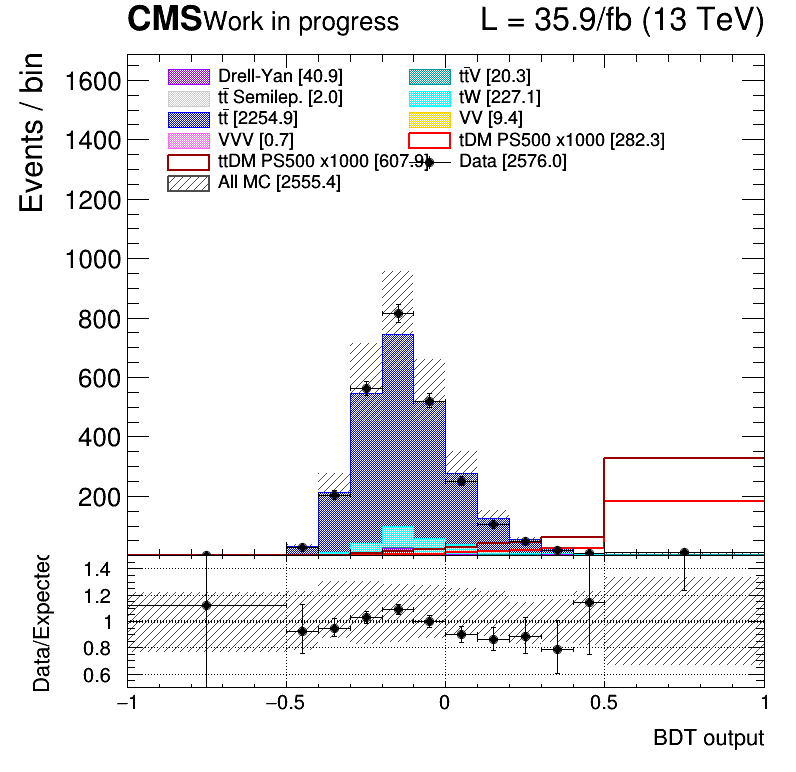 CMS Work in progress L = 35.9/fb (13 TeV)
Events / bin
1600
1400
1200
1000
800
600
400
200
Drell-Yan [40.9] tt̄V [20.3]
tt̄ Semilep. [2.0] tW [227.1]
tt̄ [2254.9] VV [9.4]
VVV [0.7] tDM PS500 x1000 [282.3]
ttDM PS500 x1000 [607.9] Data [2576.0]
All MC [2555.4]
Data/Expected
1.4
1.2
1
0.8
0.6
−1 −0.5 0 0.5 1
BDT output